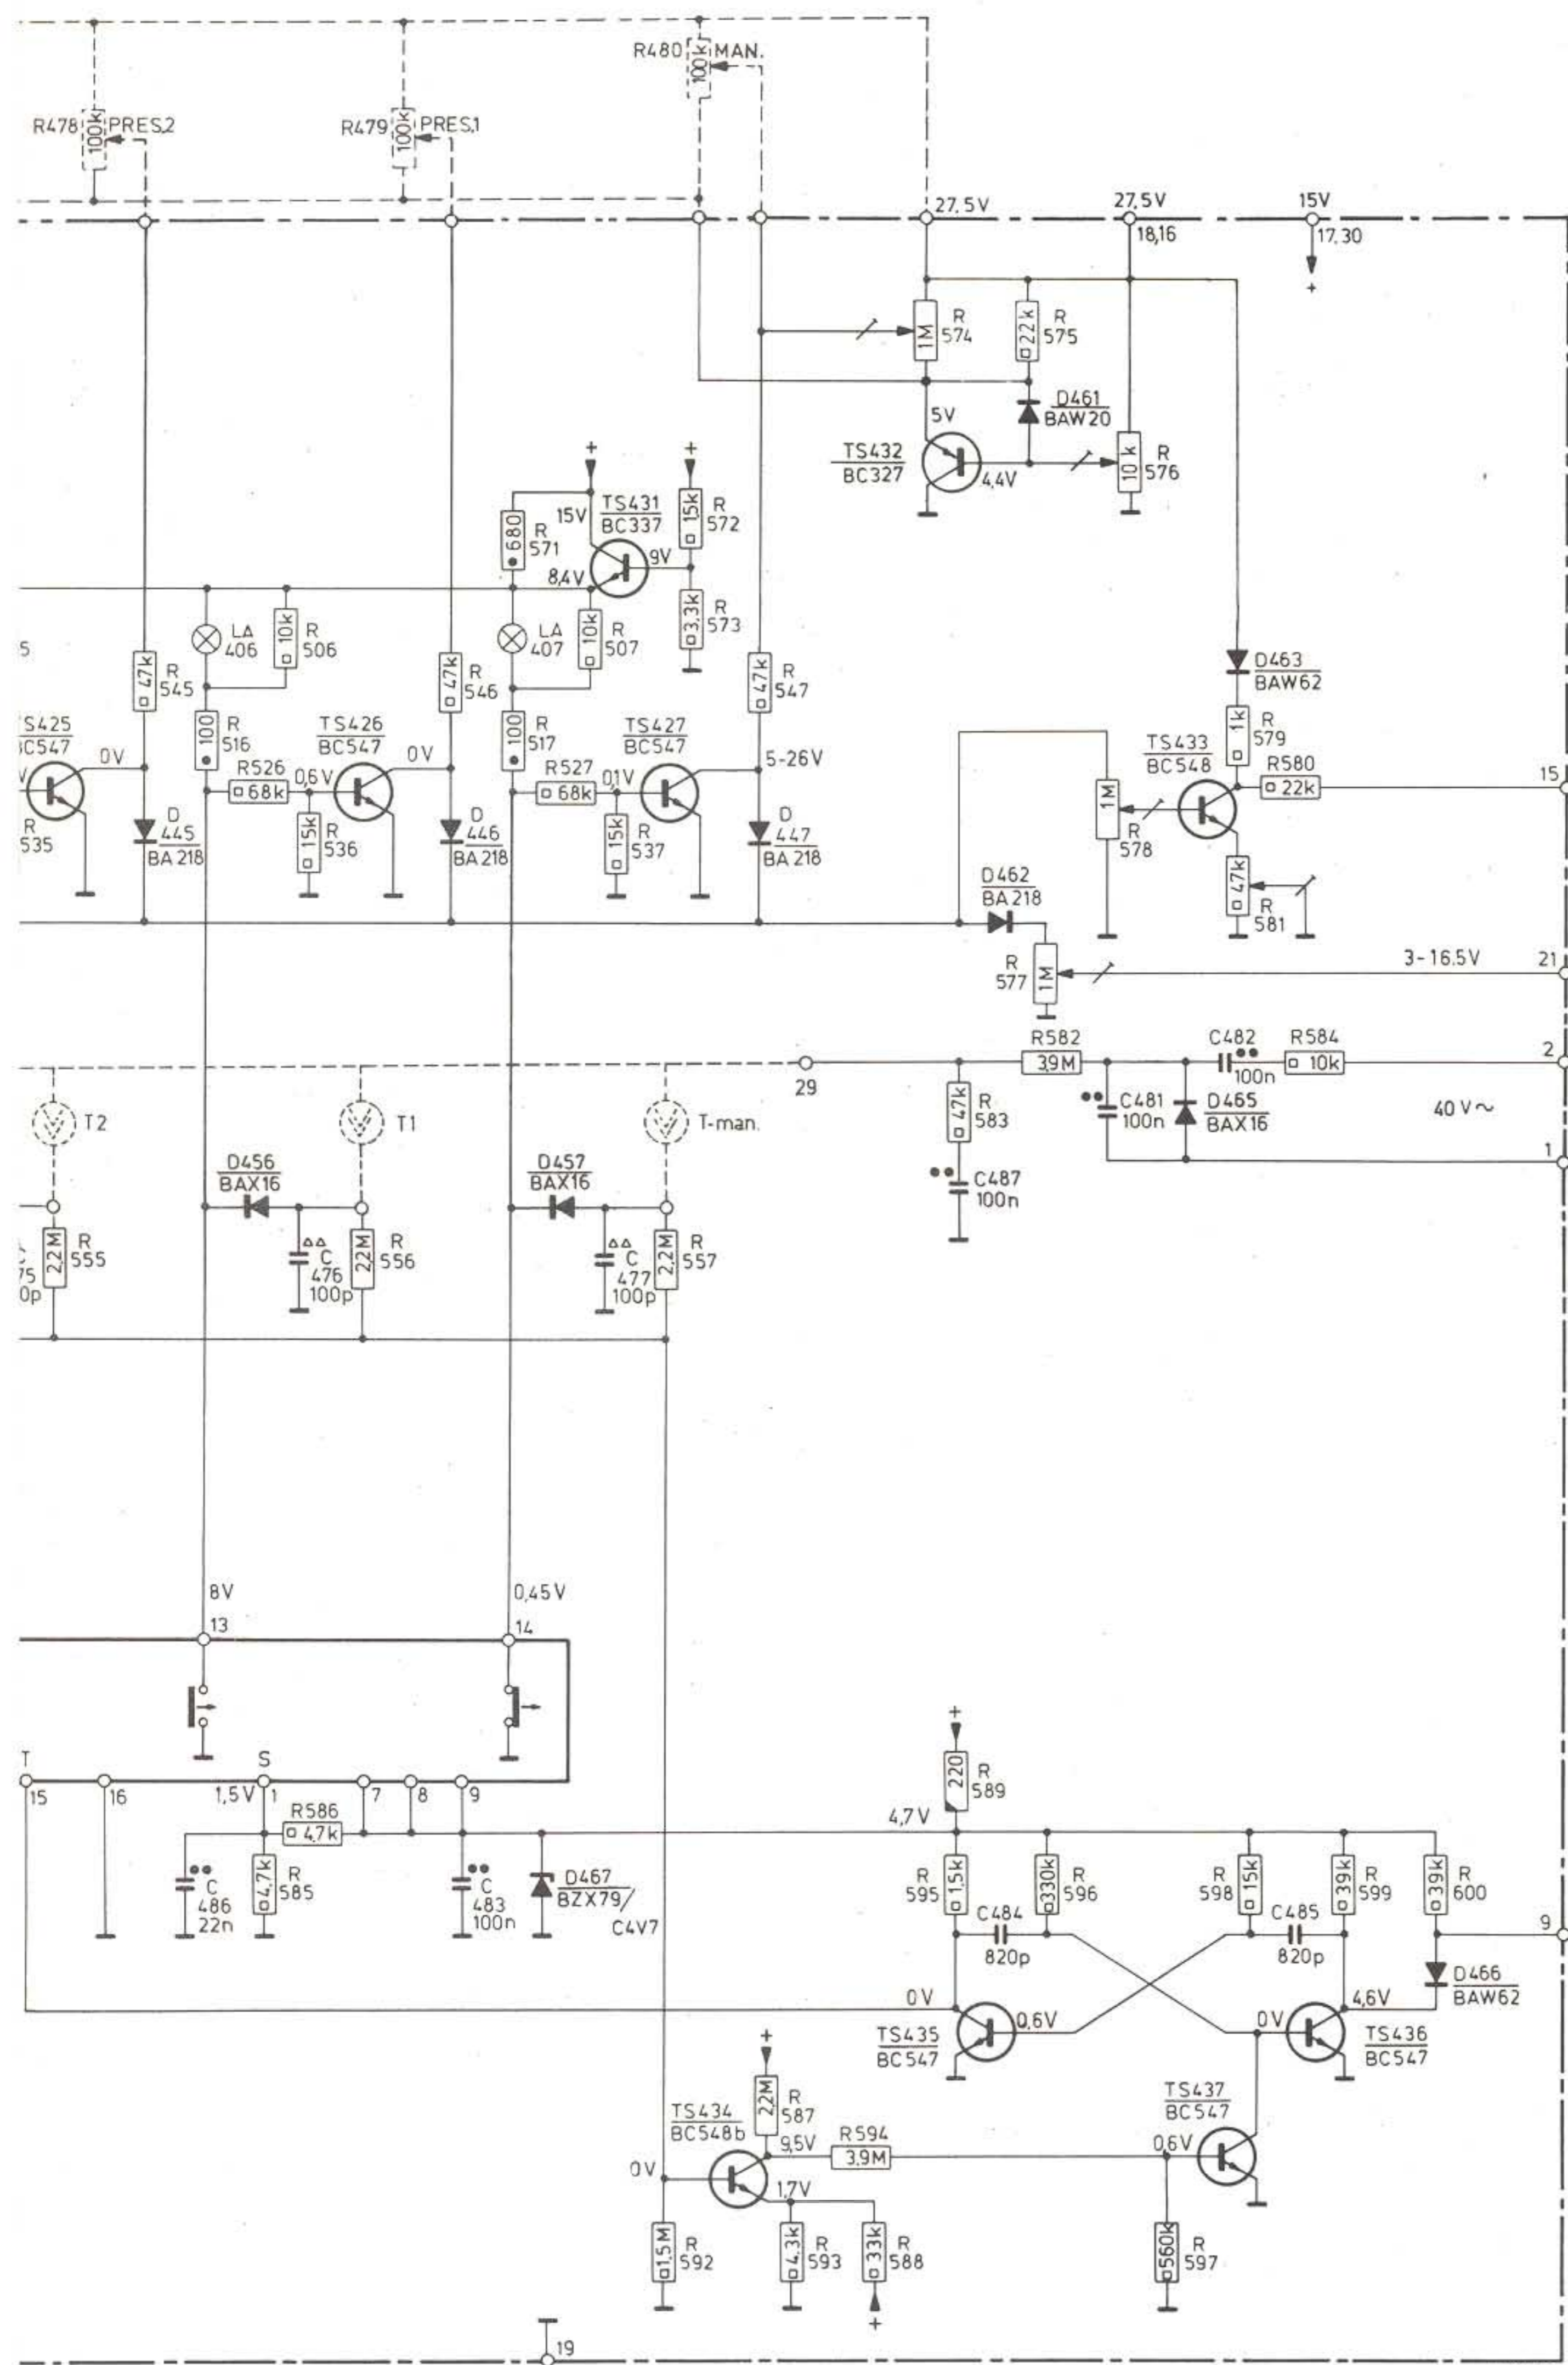 R480 100k MAN.
R478 100k PRES.2
R479 100k PRES.1
27,5V
27,5V
15V
18,16
17,30
+
1M R 574
22k R 575
D461 BAW20
5V
TS432 BC327
4,4V
10k R 576
+
+
15V
TS431 BC337
15k R 572
680 R 571
9V
8,4V
3,3k R 573
LA 406
10k R 506
LA 407
10k R 507
5
47k R 545
47k R 546
47k R 547
D463 BAW62
S425 C547
0V
100 R 516
TS426 BC547
0V
100 R 517
TS427 BC547
5-26V
1k R 579
TS433 BC548
R526 68k
0,6V
R527 68k
0,1V
R580 22k
15
1M R 578
V
R 535
D 445 BA218
15k R 536
D 446 BA218
15k R 537
D 447 BA218
D462 BA218
47k R 581
R 577 1M
3-16.5V
21
29
R582 3,9M
C482 100n
R584 10k
2
T2
T1
T-man.
47k R 583
C481 100n
D465 BAX16
40V~
1
D456 BAX16
D457 BAX16
C487 100n
75
0p
2,2M R 555
C 476 100p
2,2M R 556
C 477 100p
2,2M R 557
8V
0,45V
13
14
T
S
15
16
1,5V
1
7
8
9
+
220 R 589
R586 4,7k
4,7V
C 486 22n
4,7k R 585
C 483 100n
D467 BZX79/ C4V7
R 595 1,5k
330k R 596
R 598 15k
39k R 599
39k R 600
C484 820p
C485 820p
9
D466 BAW62
0V
0,6V
0V
4,6V
TS435 BC547
TS436 BC547
+
2,2M R 587
TS437 BC547
TS434 BC548b
9,5V
R594 3,9M
0,6V
0V
1,7V
1,5M R 592
4,3k R 593
33k R 588
560k R 597
+
19